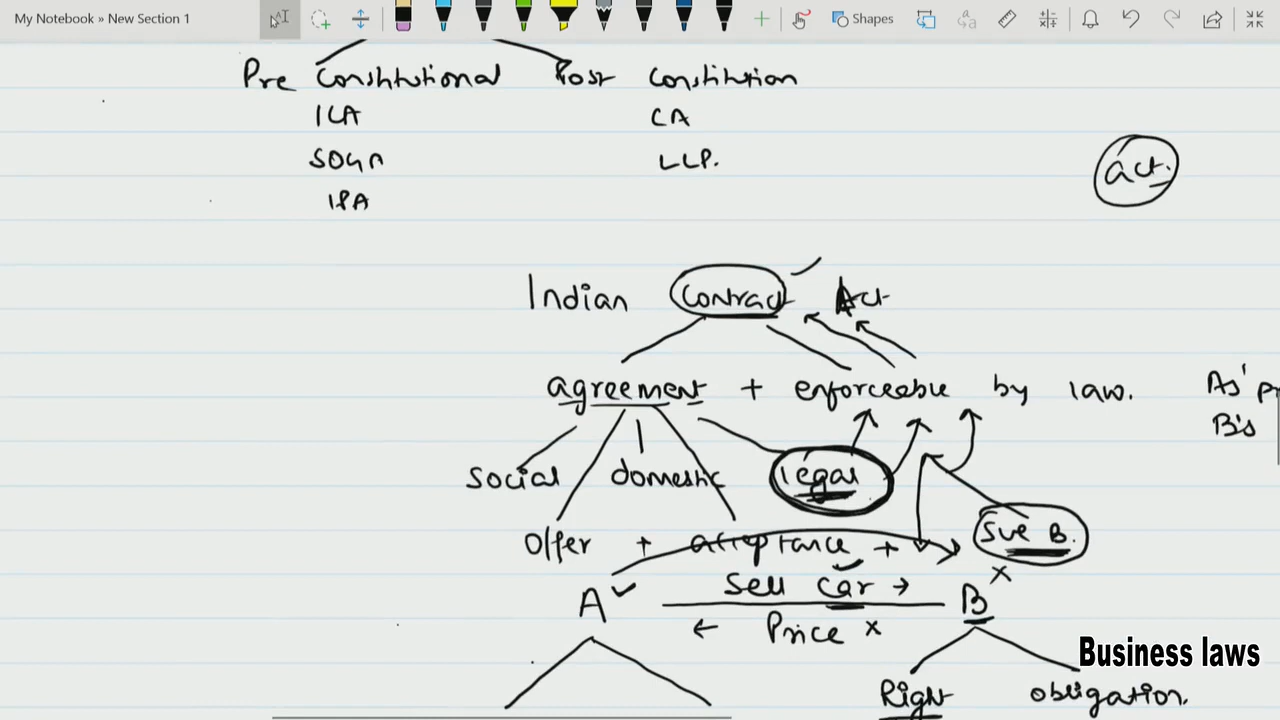 My Notebook » New Section 1
Shapes
Pre Constitutional Post Constitution
ICA CA
SOGA LLP.
IPA
act.
Indian Contract Act
agreement + enforceable by law. As'
B's
Social domestic legal
Offer + acceptance + Sue B.
A Sell car → B x
← Price x
Business laws
Right obligation.